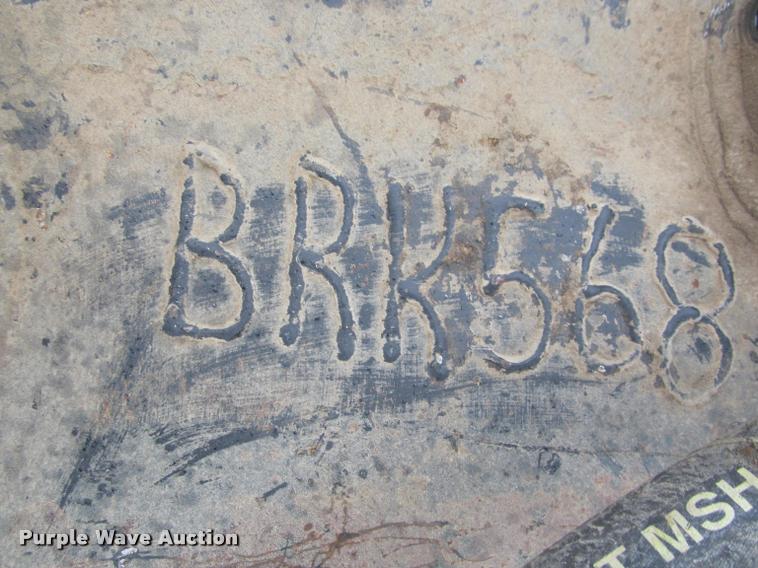 BRK568
T MSH
Purple Wave Auction